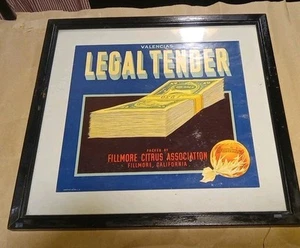 VALENCIAS
LEGAL TENDER
PACKED BY
FILLMORE CITRUS ASSOCIATION
FILLMORE, CALIFORNIA